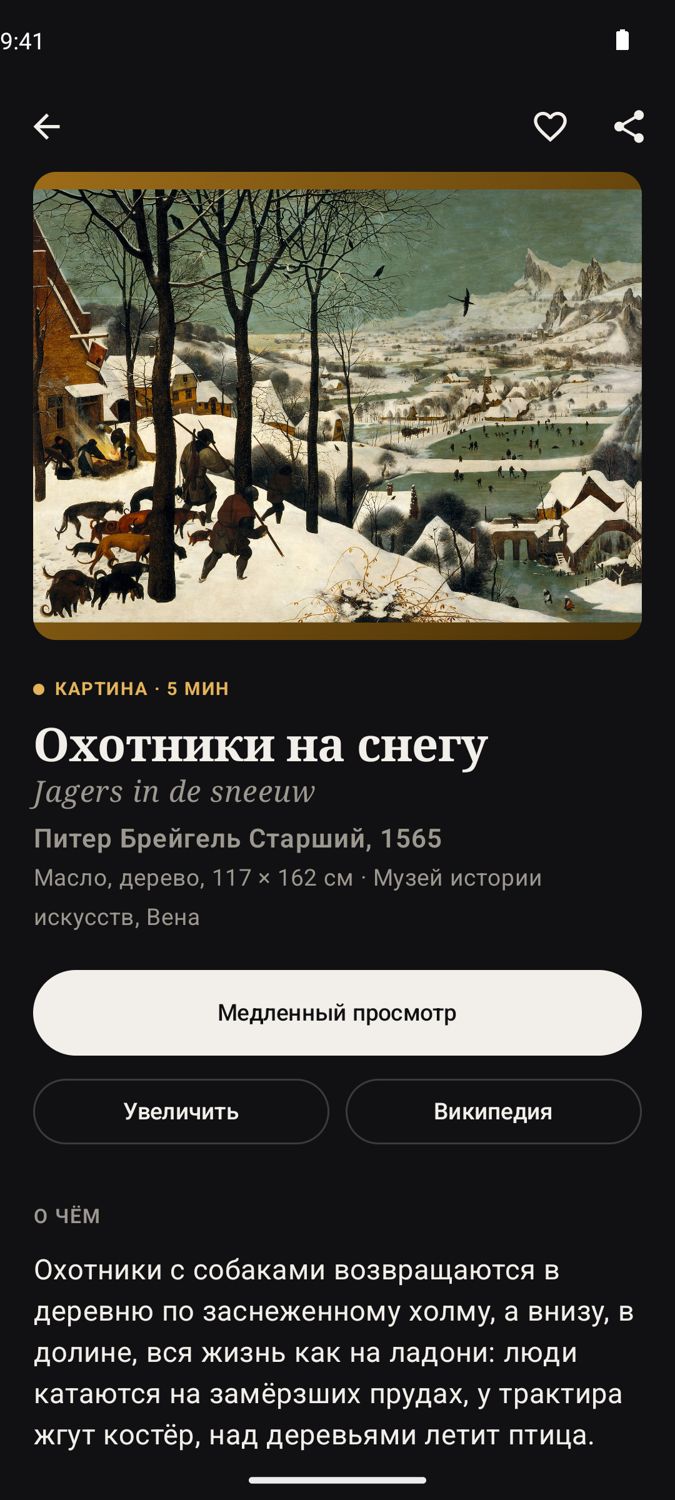 9:41
КАРТИНА · 5 МИН
Охотники на снегу
Jagers in de sneeuw
Питер Брейгель Старший, 1565
Масло, дерево, 117 × 162 см · Музей истории
искусств, Вена
Медленный просмотр
Увеличить
Википедия
О ЧЁМ
Охотники с собаками возвращаются в
деревню по заснеженному холму, а внизу, в
долине, вся жизнь как на ладони: люди
катаются на замёрзших прудах, у трактира
жгут костёр, над деревьями летит птица.